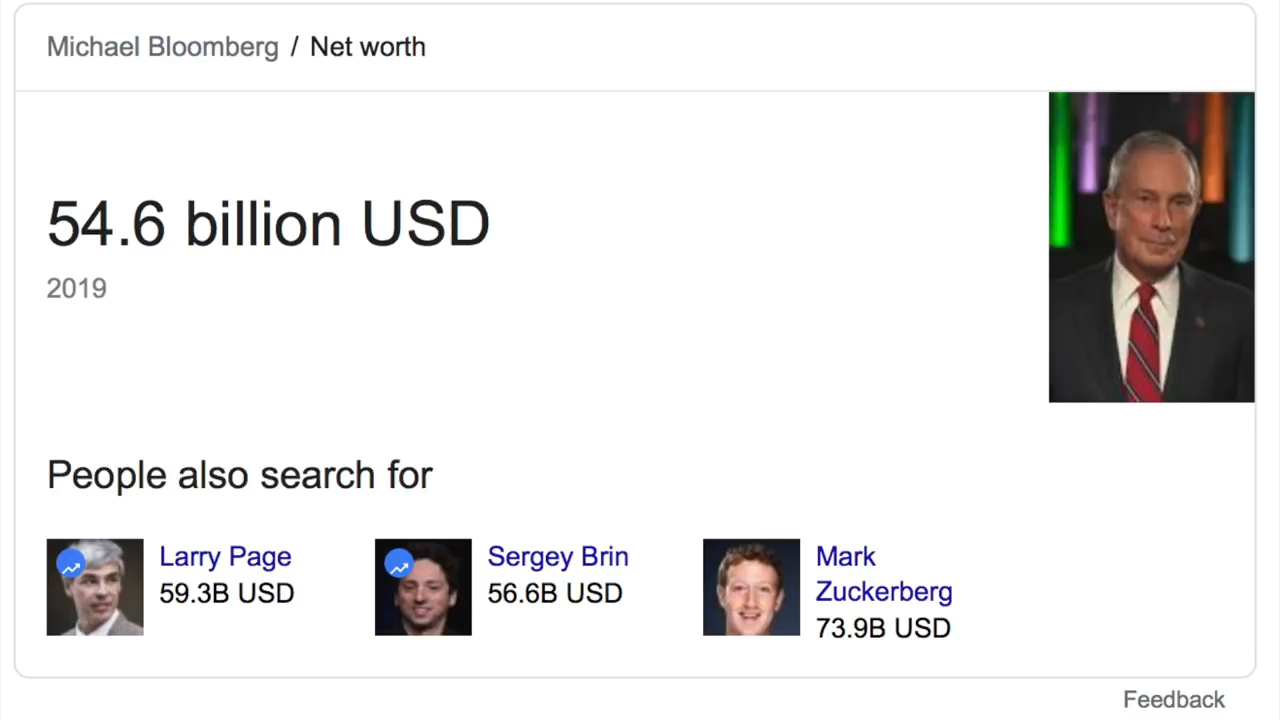 Michael Bloomberg / Net worth
54.6 billion USD
2019
People also search for
Larry Page
59.3B USD
Sergey Brin
56.6B USD
Mark
Zuckerberg
73.9B USD
Feedback